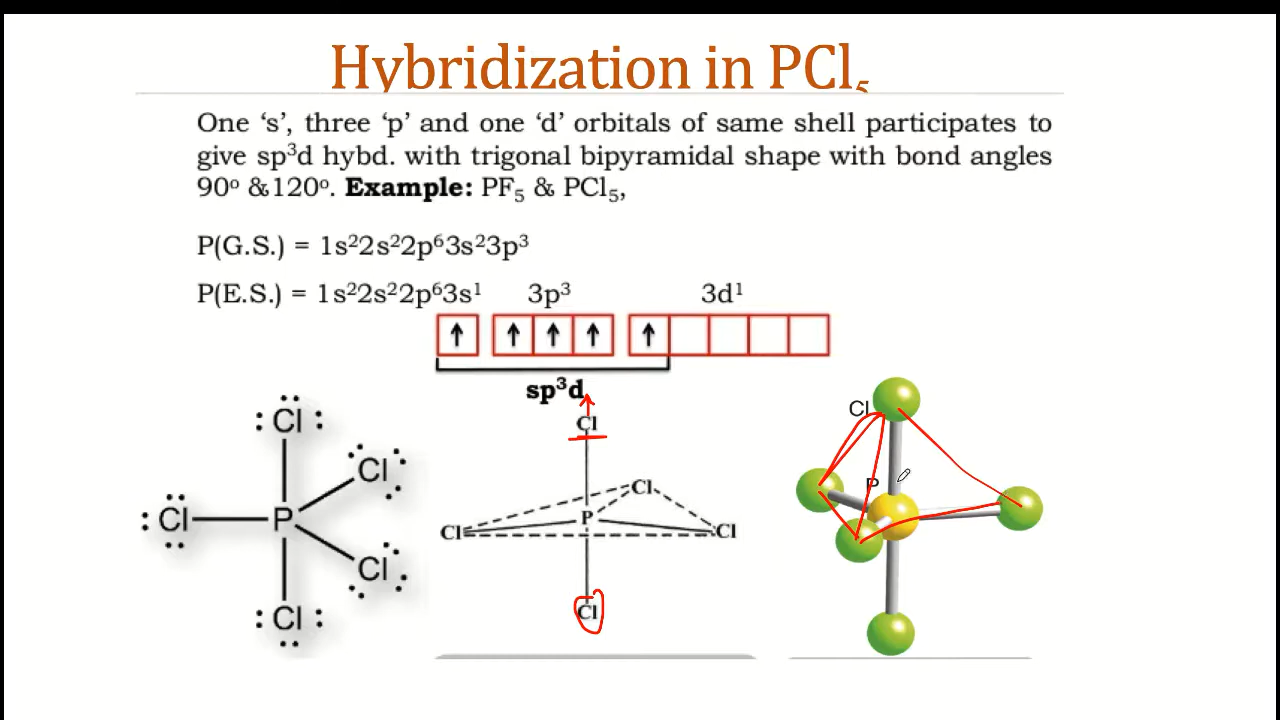 Hybridization in PCl₅
One ‘s’, three ‘p’ and one ‘d’ orbitals of same shell participates to
give sp³d hybd. with trigonal bipyramidal shape with bond angles
90º &120º. Example: PF₅ & PCl₅,
P(G.S.) = 1s²2s²2p⁶3s²3p³
P(E.S.) = 1s²2s²2p⁶3s¹ 3p³ 3d¹
sp³d
Cl
Cl
Cl
P
Cl
Cl
Cl
Cl
Cl
P
Cl
Cl
Cl
Cl
P